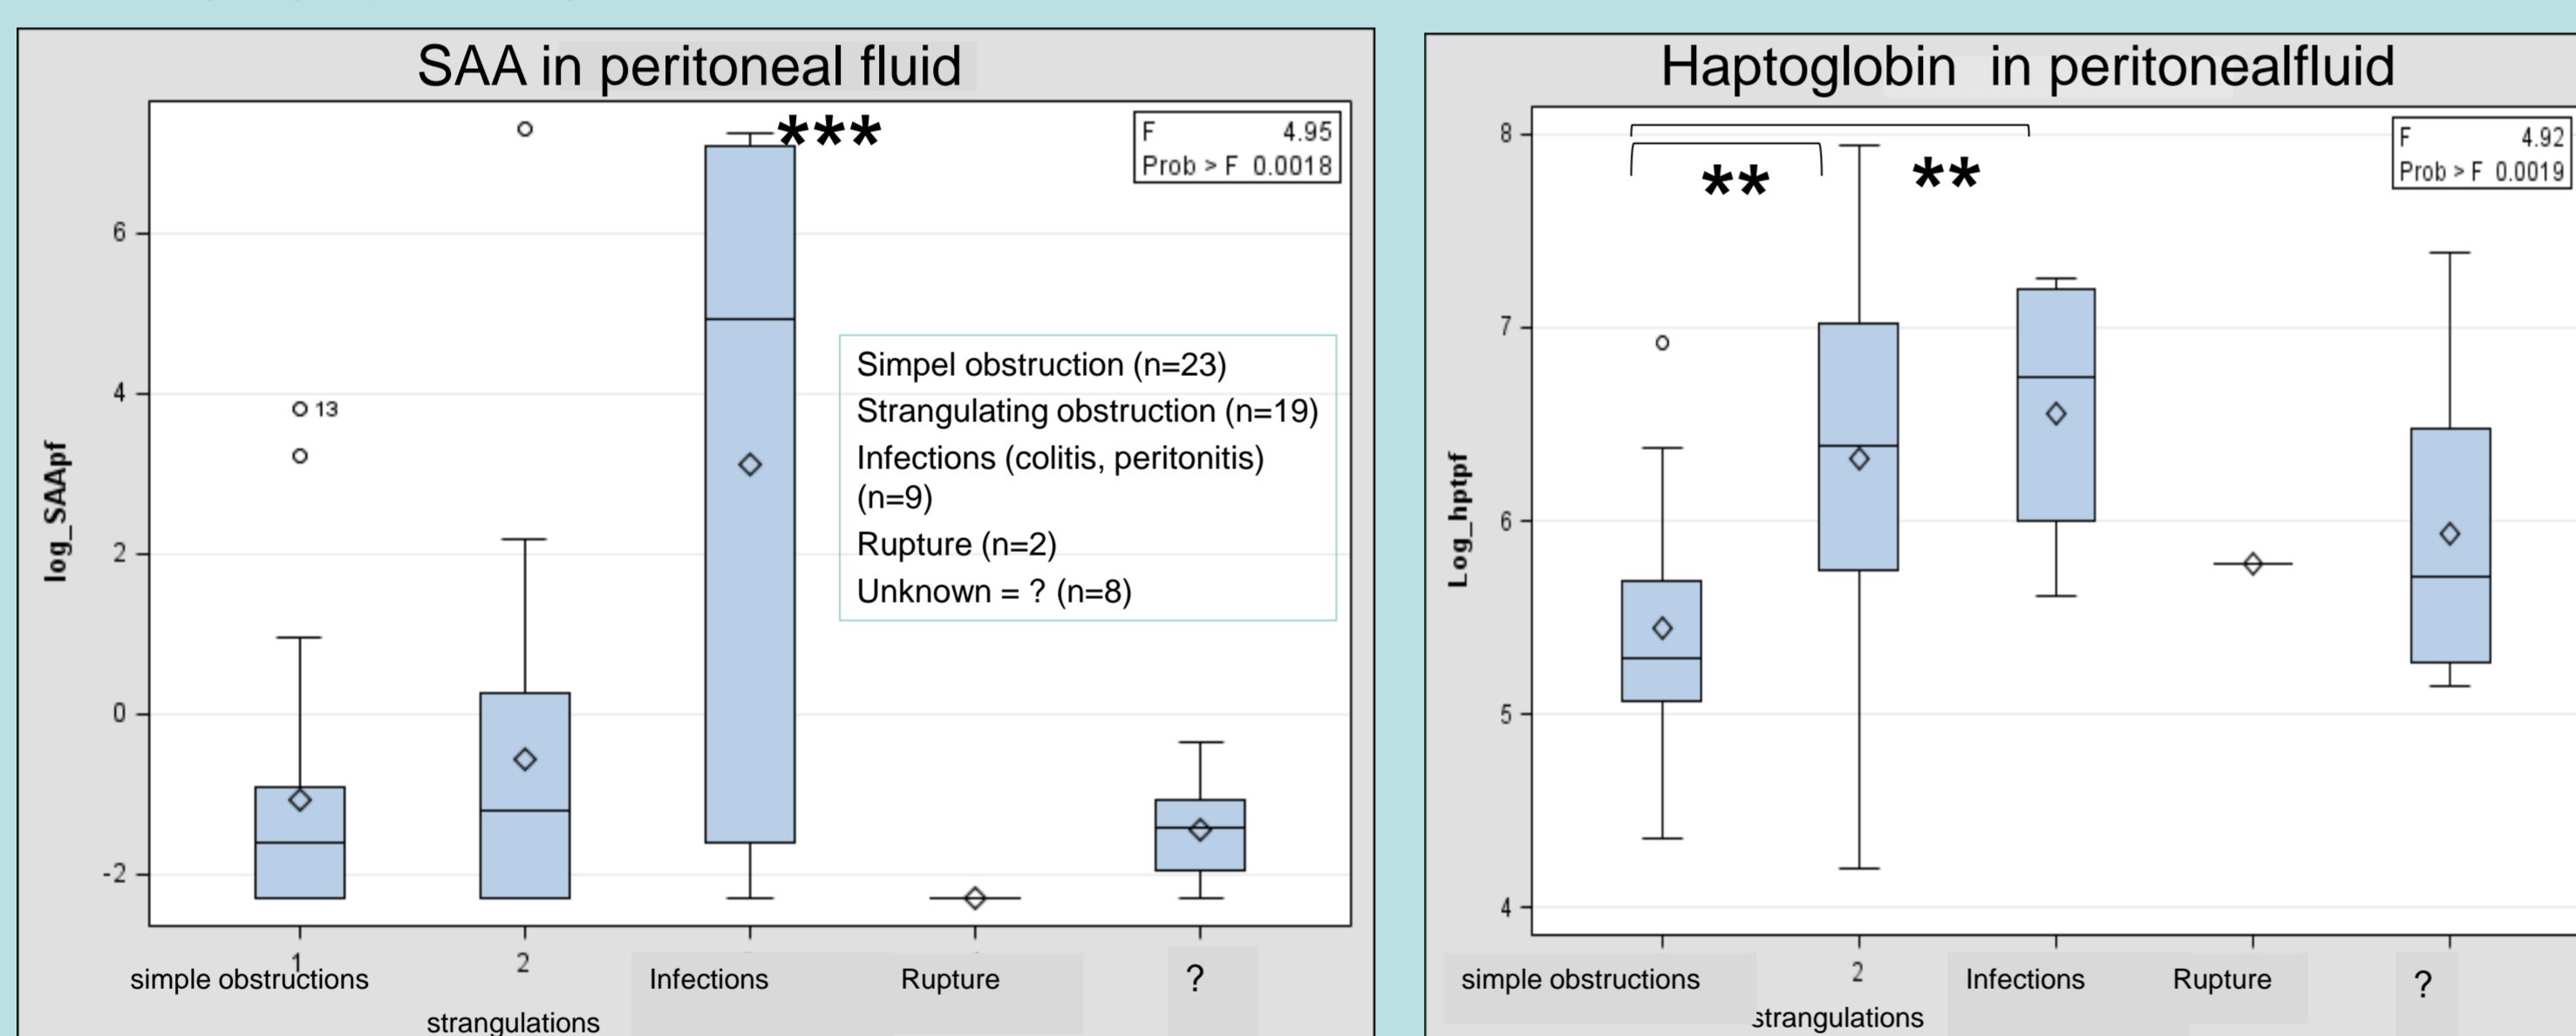 SAA in peritoneal fluid
***
F 4.95
Prob > F 0.0018
6
4
2
0
-2
log_SAApf
13
Simpel obstruction (n=23)
Strangulating obstruction (n=19)
Infections (colitis, peritonitis)
(n=9)
Rupture (n=2)
Unknown = ? (n=8)
1
2
simple obstructions
Infections
Rupture
?
strangulations
Haptoglobin in peritonealfluid
F 4.92
Prob > F 0.0019
**
**
8
7
6
5
4
Log_hptpf
2
simple obstructions
Infections
Rupture
?
strangulations